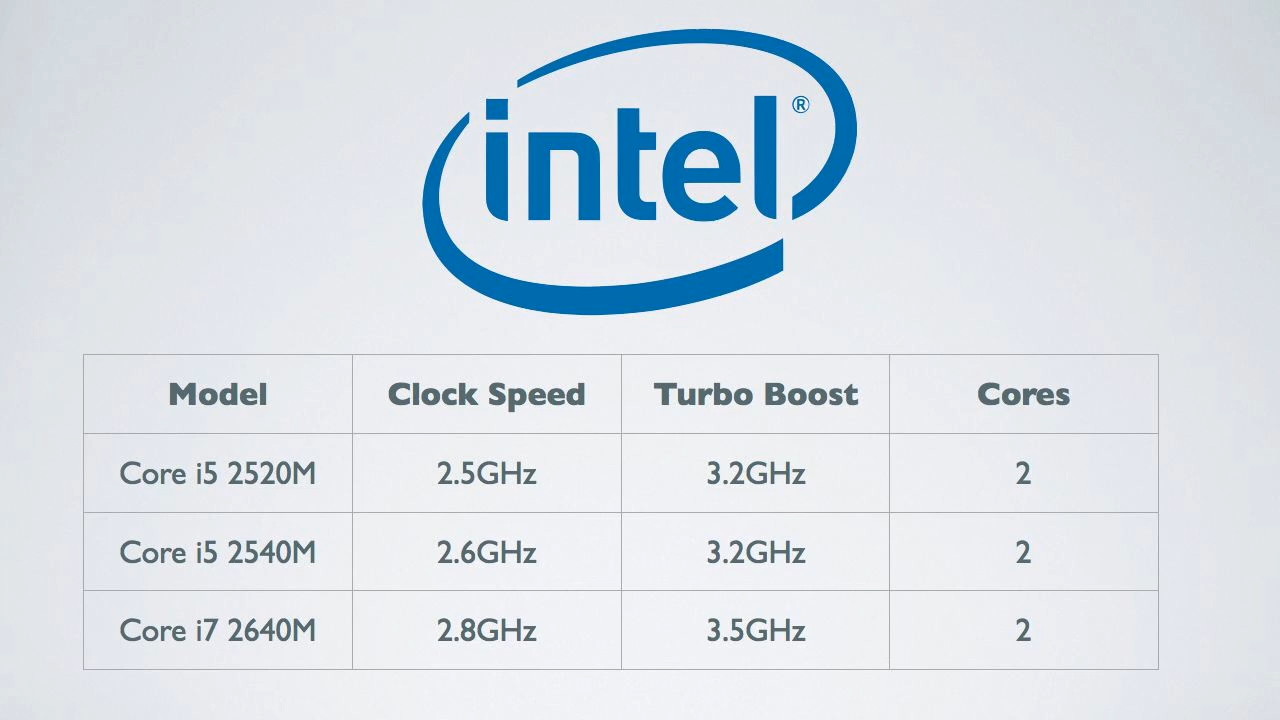 intel®
Model Clock Speed Turbo Boost Cores
Core i5 2520M 2.5GHz 3.2GHz 2
Core i5 2540M 2.6GHz 3.2GHz 2
Core i7 2640M 2.8GHz 3.5GHz 2